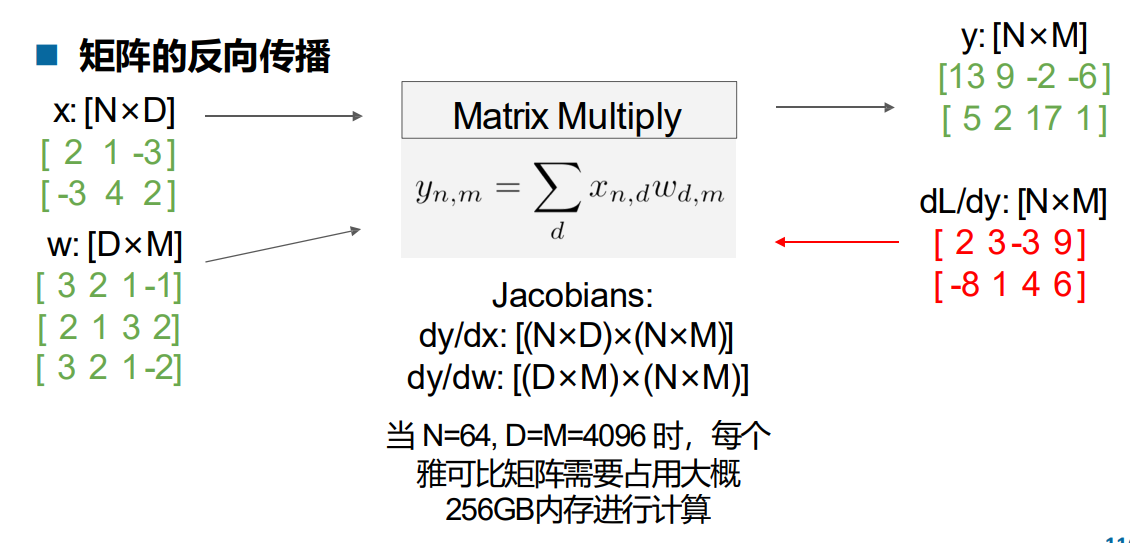 矩阵的反向传播
x: [N×D]
[ 2 1 -3]
[ -3 4 2]
w: [D×M]
[ 3 2 1 -1]
[ 2 1 3 2]
[ 3 2 1 -2]
Matrix Multiply
y_{n,m} = \sum_{d} x_{n,d} w_{d,m}
Jacobians:
dy/dx: [(N×D)×(N×M)]
dy/dw: [(D×M)×(N×M)]
当 N=64, D=M=4096 时，每个
雅可比矩阵需要占用大概
256GB内存进行计算
y: [N×M]
[13 9 -2 -6]
[ 5 2 17 1]
dL/dy: [N×M]
[ 2 3 -3 9]
[ -8 1 4 6]